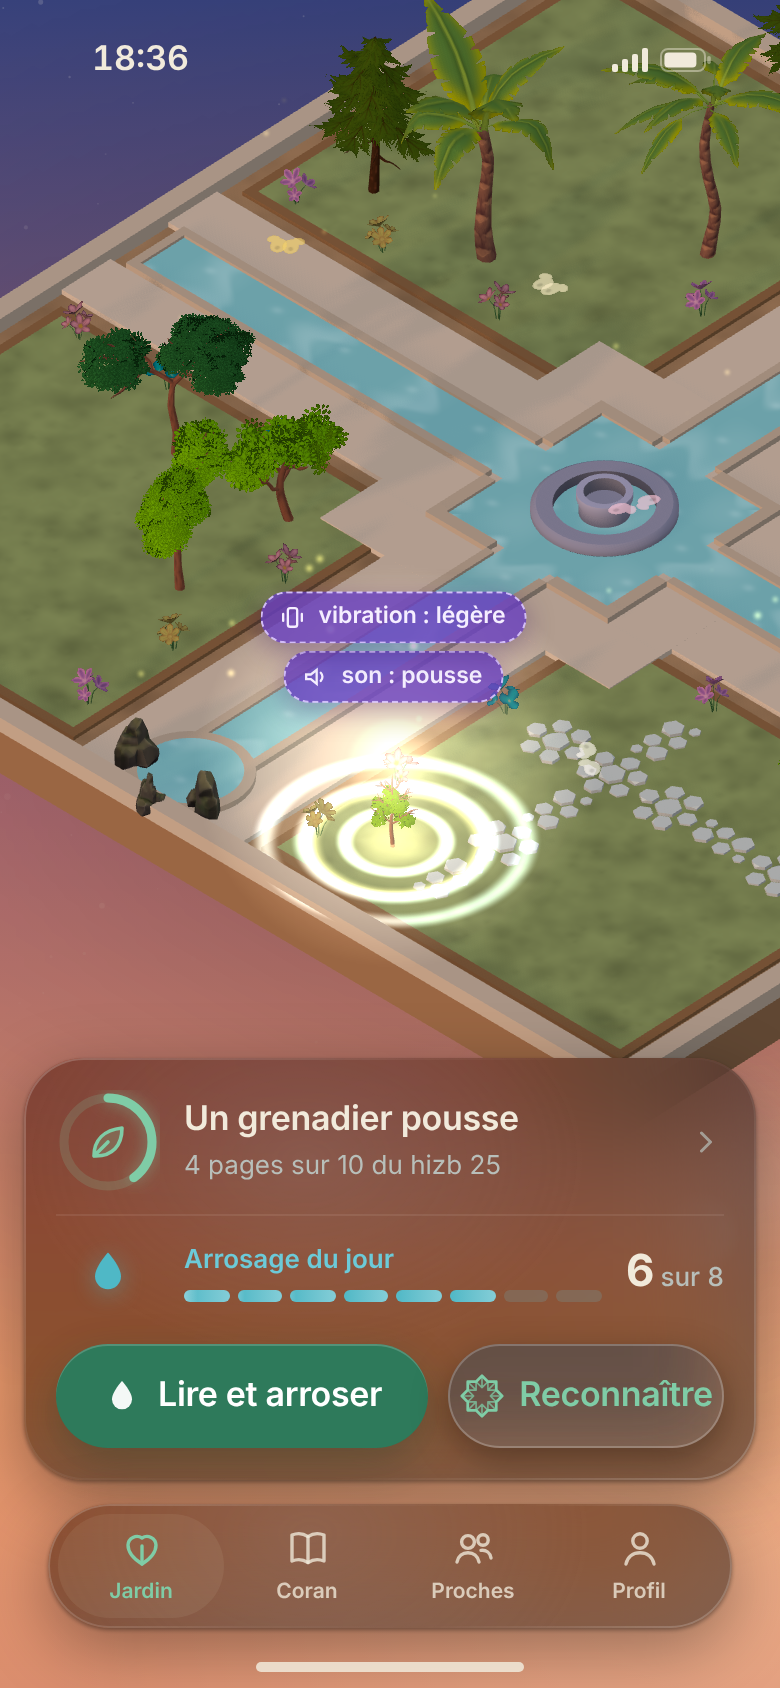 18:36
vibration : légère
son : pousse
Un grenadier pousse
4 pages sur 10 du hizb 25
Arrosage du jour
6 sur 8
Lire et arroser
Reconnaître
Jardin
Coran
Proches
Profil